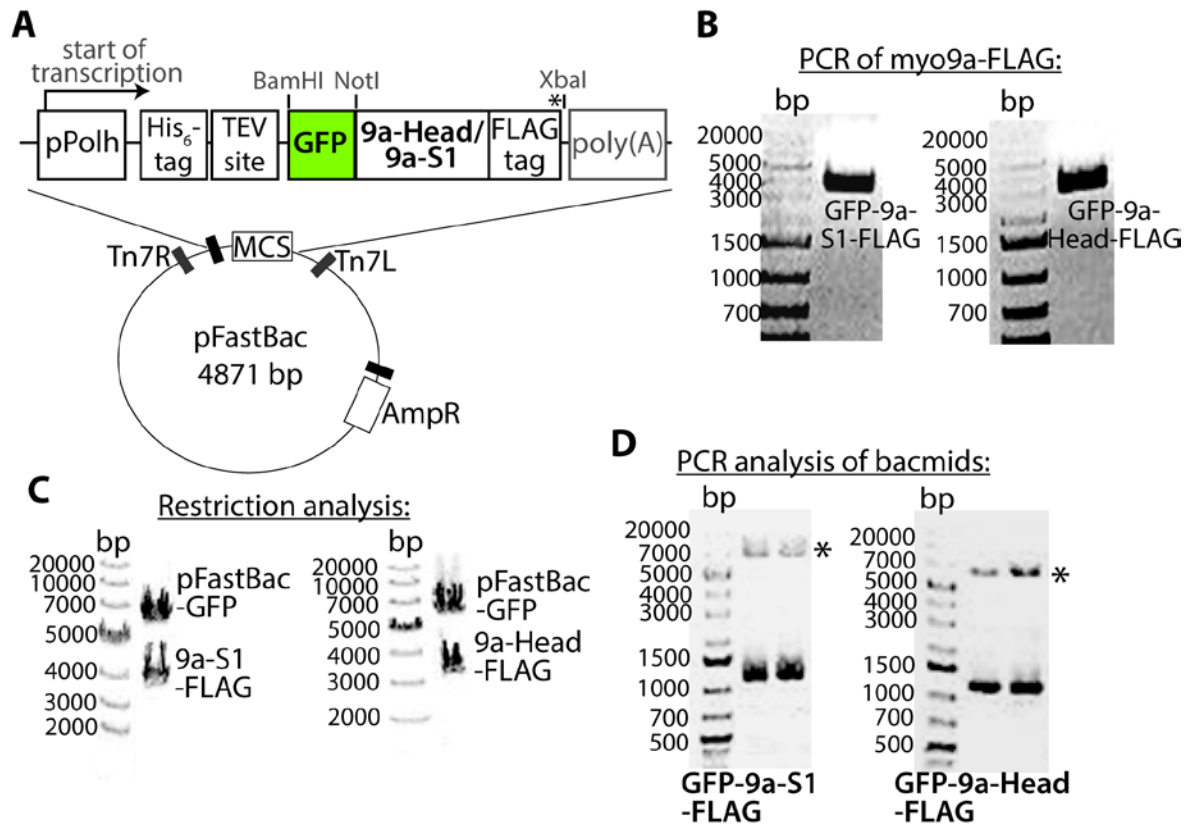 A
start of
transcription
BamHI NotI XbaI
*
pPolh
His6-
tag
TEV
site
GFP
9a-Head/
9a-S1
FLAG
tag
poly(A)
Tn7R
MCS
Tn7L
pFastBac
4871 bp
AmpR
B
PCR of myo9a-FLAG:
bp
20000
5000
4000
3000
1500
1000
700
GFP-9a-
S1-FLAG
bp
20000
5000
4000
3000
1500
1000
700
GFP-9a-
Head-FLAG
C
Restriction analysis:
bp
20000
10000
7000
5000
4000
3000
2000
pFastBac
-GFP
9a-S1
-FLAG
bp
20000
10000
7000
5000
4000
3000
2000
pFastBac
-GFP
9a-Head
-FLAG
D
PCR analysis of bacmids:
bp
20000
7000
5000
4000
3000
1500
1000
700
500
*
GFP-9a-S1
-FLAG
bp
20000
7000
5000
4000
3000
1500
1000
700
500
*
GFP-9a-Head
-FLAG